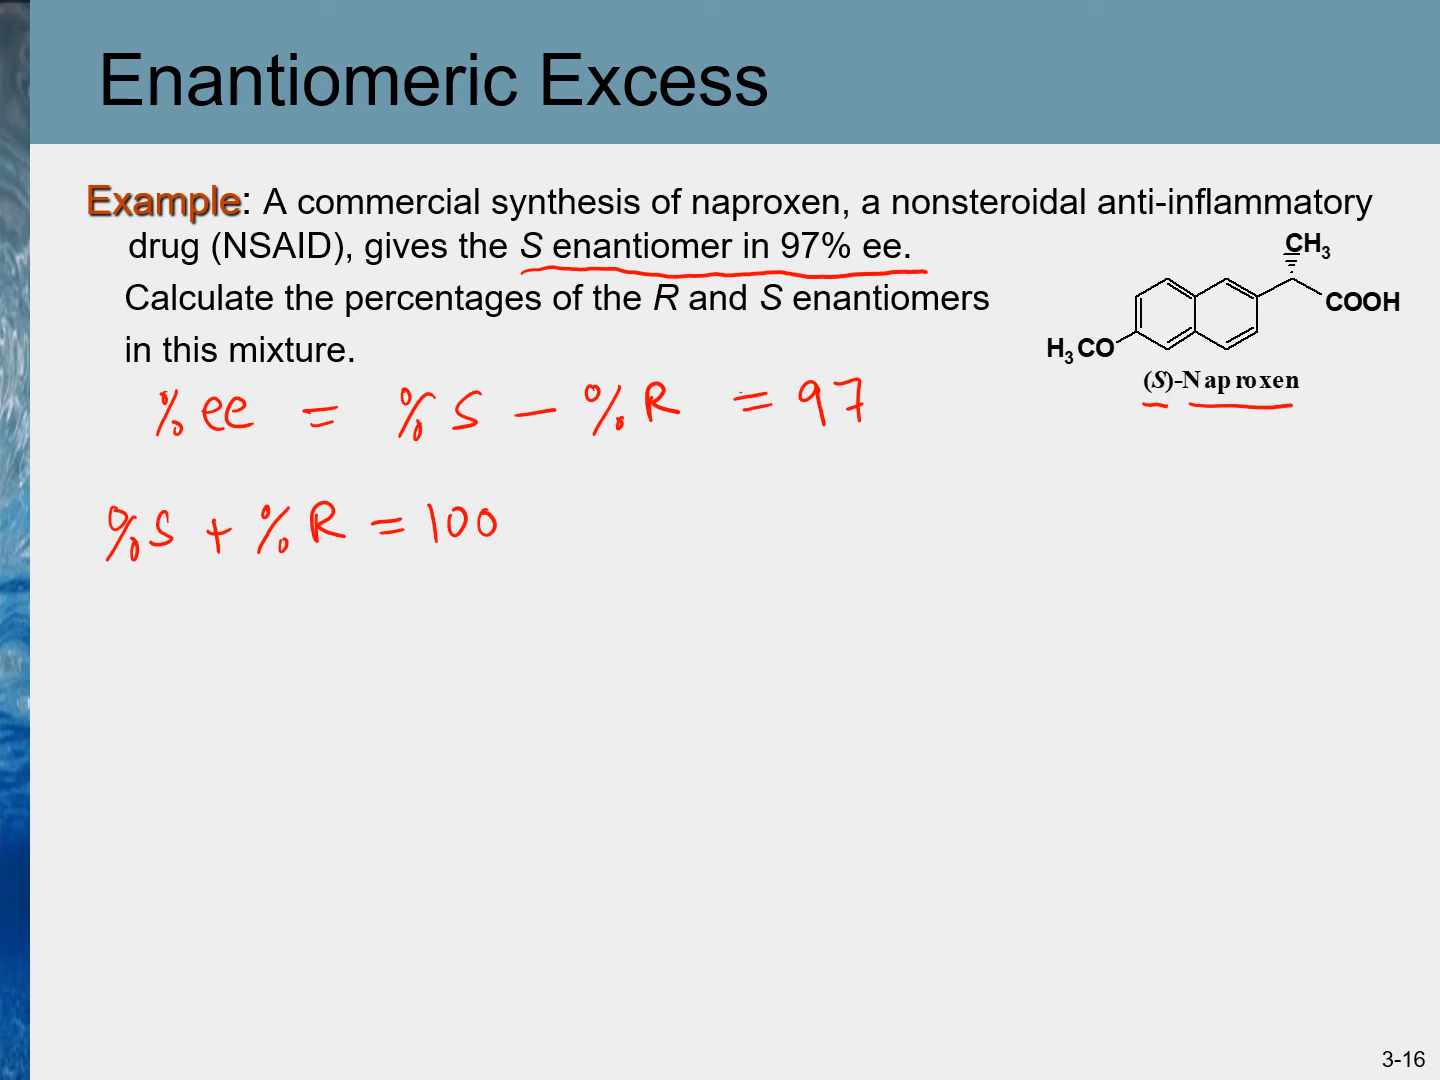 Enantiomeric Excess
Example: A commercial synthesis of naproxen, a nonsteroidal anti-inflammatory
drug (NSAID), gives the S enantiomer in 97% ee.
Calculate the percentages of the R and S enantiomers
in this mixture.
CH3
COOH
H3CO
(S)-Naproxen
% ee = % S - % R = 97
% S + % R = 100
3-16